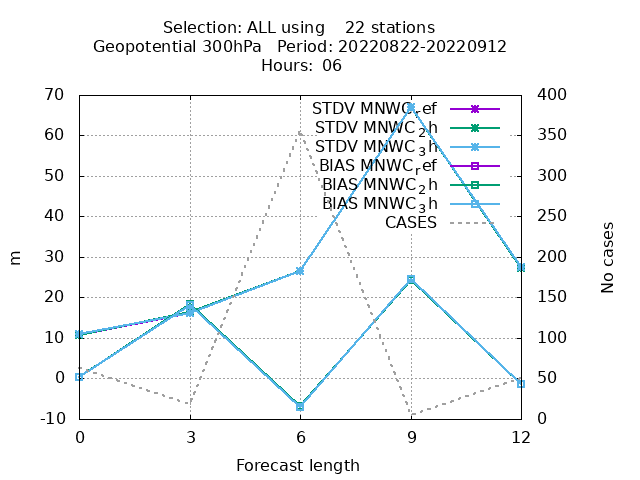 Selection: ALL using    22 stations
Geopotential 300hPa   Period: 20220822-20220912
Hours: 06
STDV MNWC_ref
STDV MNWC_2h
STDV MNWC_3h
BIAS MNWC_ref
BIAS MNWC_2h
BIAS MNWC_3h
CASES
70
60
50
40
30
20
10
0
-10
m
400
350
300
250
200
150
100
50
0
No cases
0 3 6 9 12
Forecast length